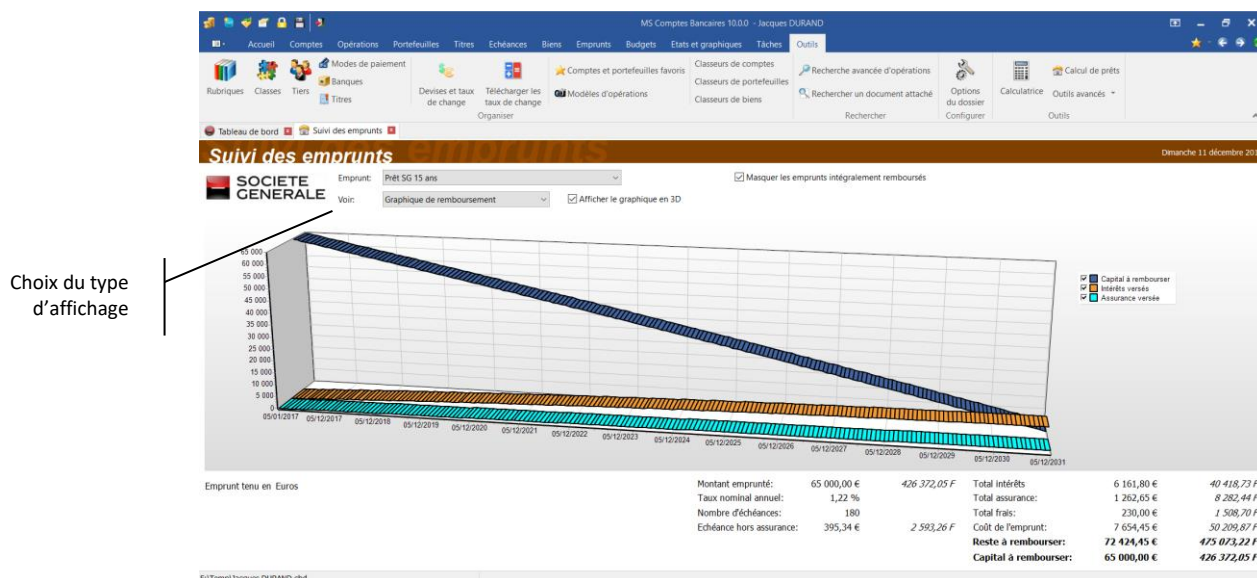 MS Comptes Bancaires 10.0.0 - Jacques DURAND
Accueil Comptes Opérations Portefeuilles Titres Echéances Biens Emprunts Budgets Etats et graphiques Tâches Outils
Rubriques Classes Tiers
Modes de paiement
Banques
Titres
Devises et taux de change
Télécharger les taux de change
Comptes et portefeuilles favoris
Modèles d'opérations
Classeurs de comptes
Classeurs de portefeuilles
Classeurs de biens
Organiser
Recherche avancée d'opérations
Rechercher un document attaché
Rechercher
Options du dossier
Configurer
Calculatrice
Calcul de prêts
Outils avancés
Outils
Tableau de bord Suivi des emprunts
Suivi des emprunts
Dimanche 11 décembre 201
SOCIETE
GENERALE
Emprunt: Prêt SG 15 ans
Masquer les emprunts intégralement remboursés
Voir: Graphique de remboursement
Afficher le graphique en 3D
Choix du type
d'affichage
65 000
60 000
55 000
50 000
45 000
40 000
35 000
30 000
25 000
20 000
15 000
10 000
5 000
0
05/01/2017 05/12/2017 05/12/2018 05/12/2019 05/12/2020 05/12/2021 05/12/2022 05/12/2023 05/12/2024 05/12/2025 05/12/2026 05/12/2027 05/12/2028 05/12/2029 05/12/2030 05/12/2031
Capital à rembourser
Intérêts versés
Assurance versée
Emprunt tenu en Euros
Montant emprunté: 65 000,00 € 426 372,05 F
Taux nominal annuel: 1,22 %
Nombre d'échéances: 180
Echéance hors assurance: 395,34 € 2 593,26 F
Total intérêts 6 161,80 € 40 418,73 F
Total assurance: 1 262,65 € 8 282,44 F
Total frais: 230,00 € 1 508,70 F
Coût de l'emprunt: 7 654,45 € 50 209,87 F
Reste à rembourser: 72 424,45 € 475 073,22 F
Capital à rembourser: 65 000,00 € 426 372,05 F